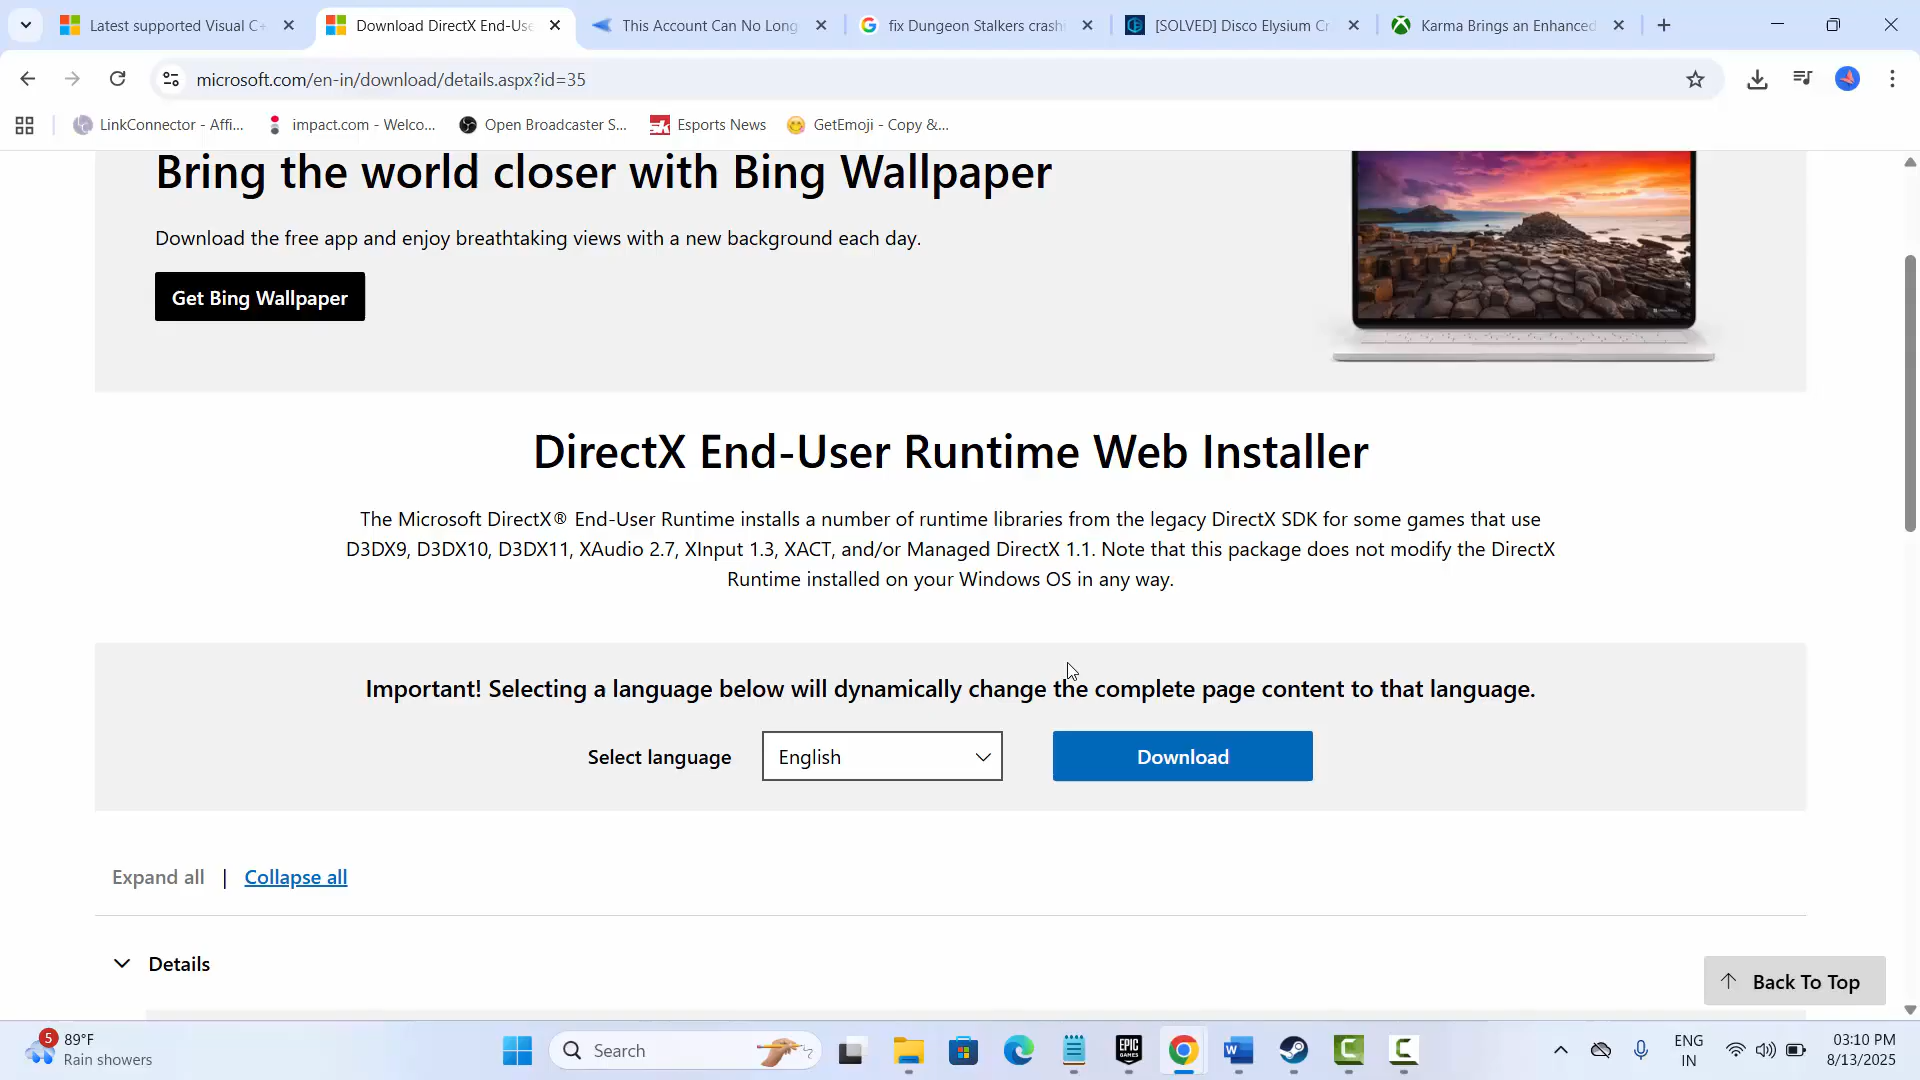 Latest supported Visual C+
Download DirectX End-Use
This Account Can No Long
fix Dungeon Stalkers crashi
[SOLVED] Disco Elysium Cr
Karma Brings an Enhanced
microsoft.com/en-in/download/details.aspx?id=35
LinkConnector - Affi...
impact.com - Welco...
Open Broadcaster S...
Esports News
GetEmoji - Copy &...
Bring the world closer with Bing Wallpaper
Download the free app and enjoy breathtaking views with a new background each day.
Get Bing Wallpaper
DirectX End-User Runtime Web Installer
The Microsoft DirectX® End-User Runtime installs a number of runtime libraries from the legacy DirectX SDK for some games that use
D3DX9, D3DX10, D3DX11, XAudio 2.7, XInput 1.3, XACT, and/or Managed DirectX 1.1. Note that this package does not modify the DirectX
Runtime installed on your Windows OS in any way.
Important! Selecting a language below will dynamically change the complete page content to that language.
Select language
English
Download
Expand all | Collapse all
Details
Back To Top
5
89°F
Rain showers
Search
EPIC
GAMES
ENG
IN
03:10 PM
8/13/2025